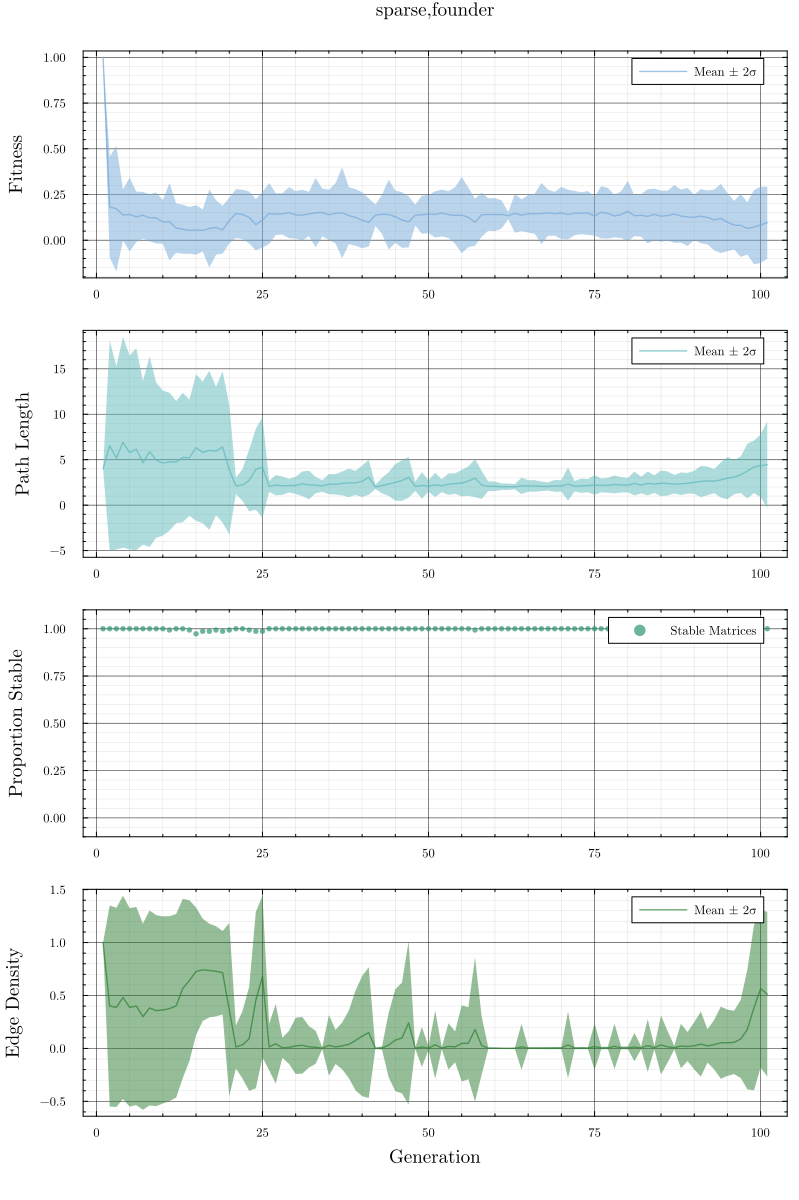 sparse,founder
1.00
0.75
0.50
0.25
0.00
Fitness
Mean ± 2σ
0 25 50 75 100
15
10
5
0
−5
Path Length
Mean ± 2σ
0 25 50 75 100
1.00
0.75
0.50
0.25
0.00
Proportion Stable
Stable Matrices
0 25 50 75 100
1.5
1.0
0.5
0.0
−0.5
Edge Density
Mean ± 2σ
0 25 50 75 100
Generation